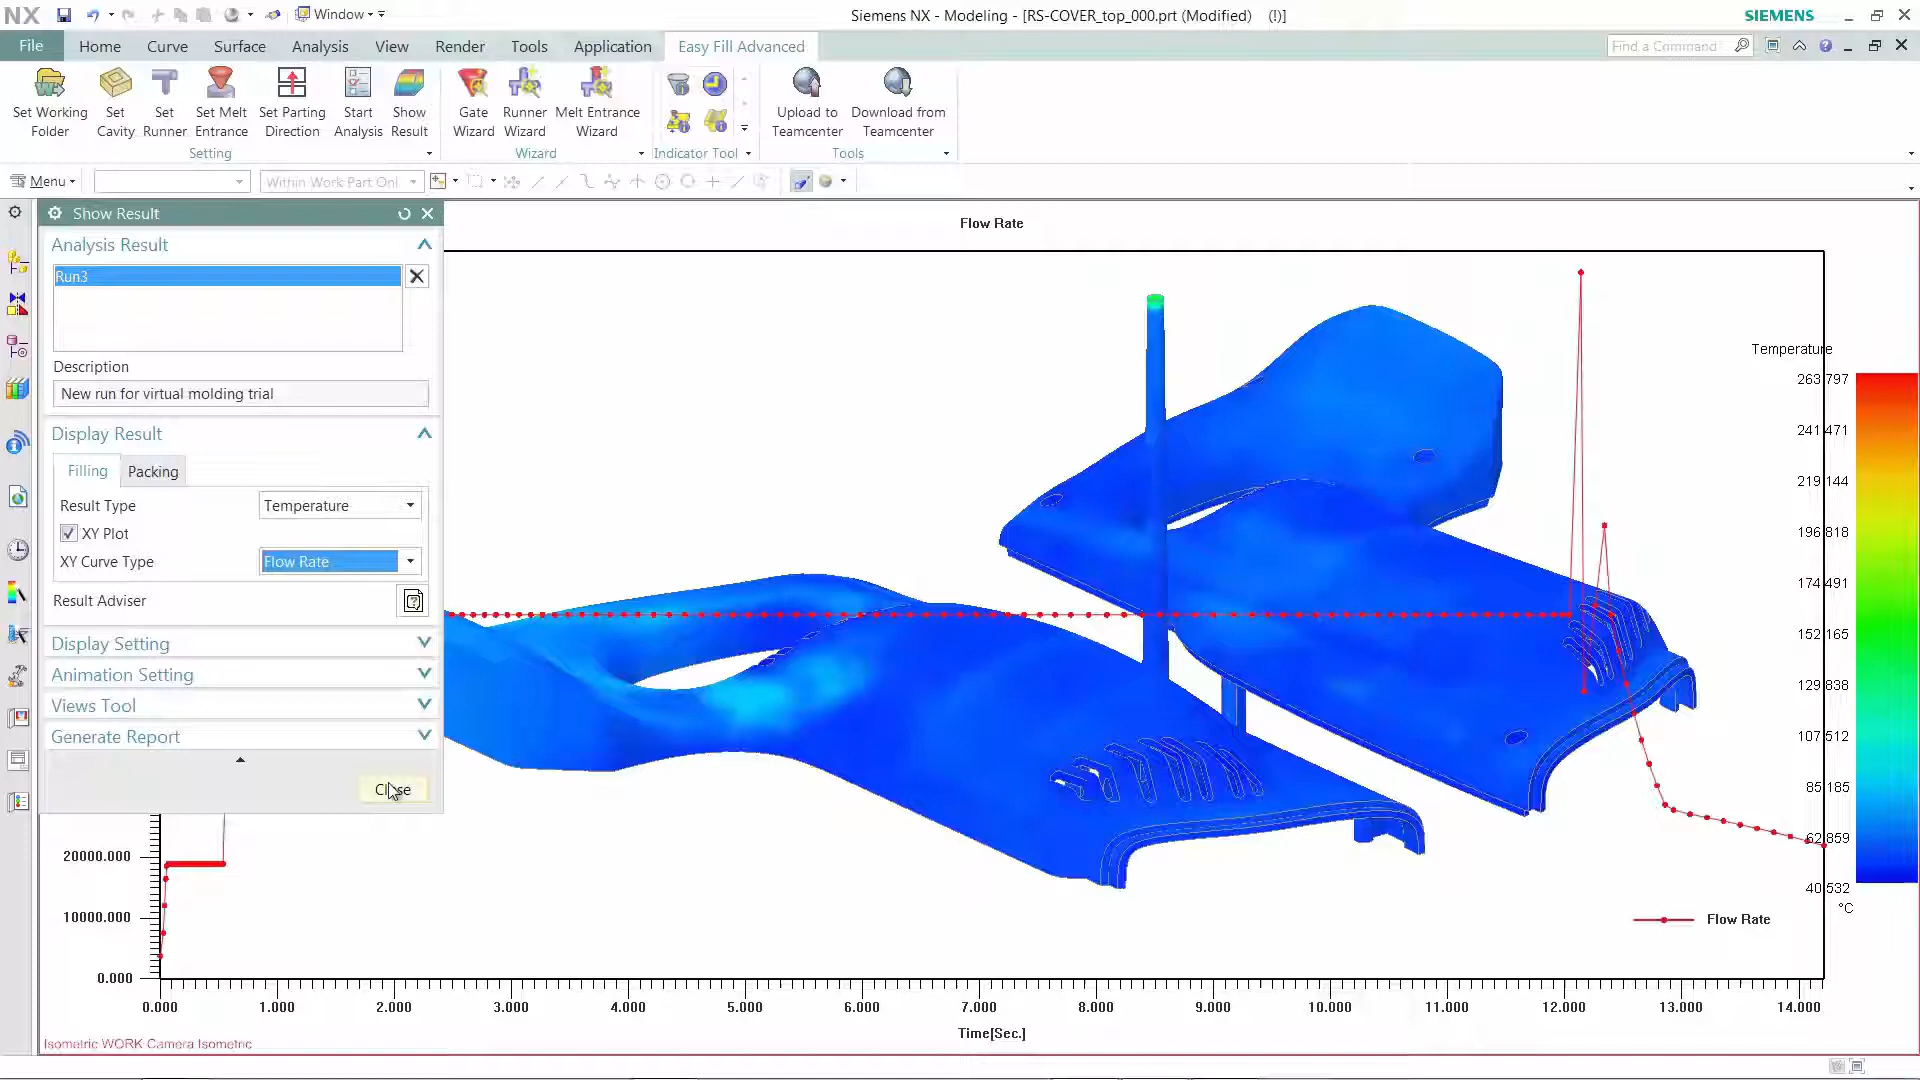 NX
Window
Siemens NX - Modeling - [RS-COVER_top_000.prt (Modified) (!)]
SIEMENS
File
Home
Curve
Surface
Analysis
View
Render
Tools
Application
Easy Fill Advanced
Find a Command
Set Working Folder
Set Cavity
Set Runner
Set Melt Entrance
Set Parting Direction
Start Analysis
Show Result
Gate Wizard
Runner Wizard
Melt Entrance Wizard
Upload to Teamcenter
Download from Teamcenter
Setting
Wizard
Indicator Tool
Tools
Menu
Within Work Part Onl
Show Result
Flow Rate
Analysis Result
Run3
Description
New run for virtual molding trial
Display Result
Filling
Packing
Result Type
Temperature
XY Plot
XY Curve Type
Flow Rate
Result Adviser
Display Setting
Animation Setting
Views Tool
Generate Report
Close
Temperature
263.797
241.471
219.144
196.818
174.491
152.165
129.838
107.512
85.185
62.859
40.532
°C
Flow Rate
20000.000
10000.000
0.000
0.000
1.000
2.000
3.000
4.000
5.000
6.000
7.000
8.000
9.000
10.000
11.000
12.000
13.000
14.000
Time[Sec.]
Isometric WORK Camera Isometric